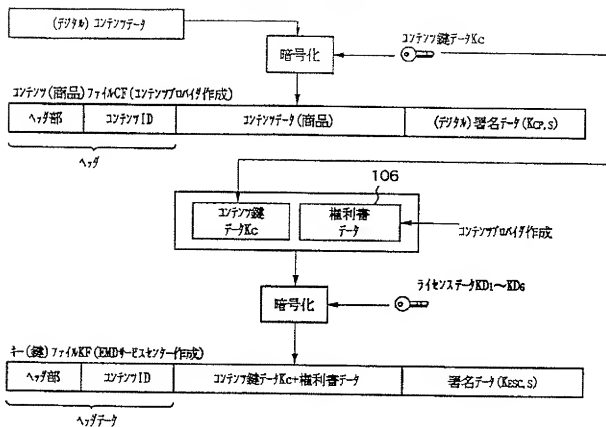 (デジタル) コンテンツデータ
暗号化
コンテンツ鍵データKc
コンテンツ(商品)ファイルCF(コンテンツプロバイダ作成)
ヘッダ部 コンテンツID コンテンツデータ(商品) (デジタル)署名データ(KCP,S)
ヘッダ
106
コンテンツ鍵 権利書
データKc データ
コンテンツプロバイダ作成
暗号化
ライセンスデータKD1~KD6
キー(鍵)ファイルKF(EMDサービスセンター作成)
ヘッダ部 コンテンツID コンテンツ鍵データKc+権利書データ 署名データ(KESC,S)
ヘッダデータ